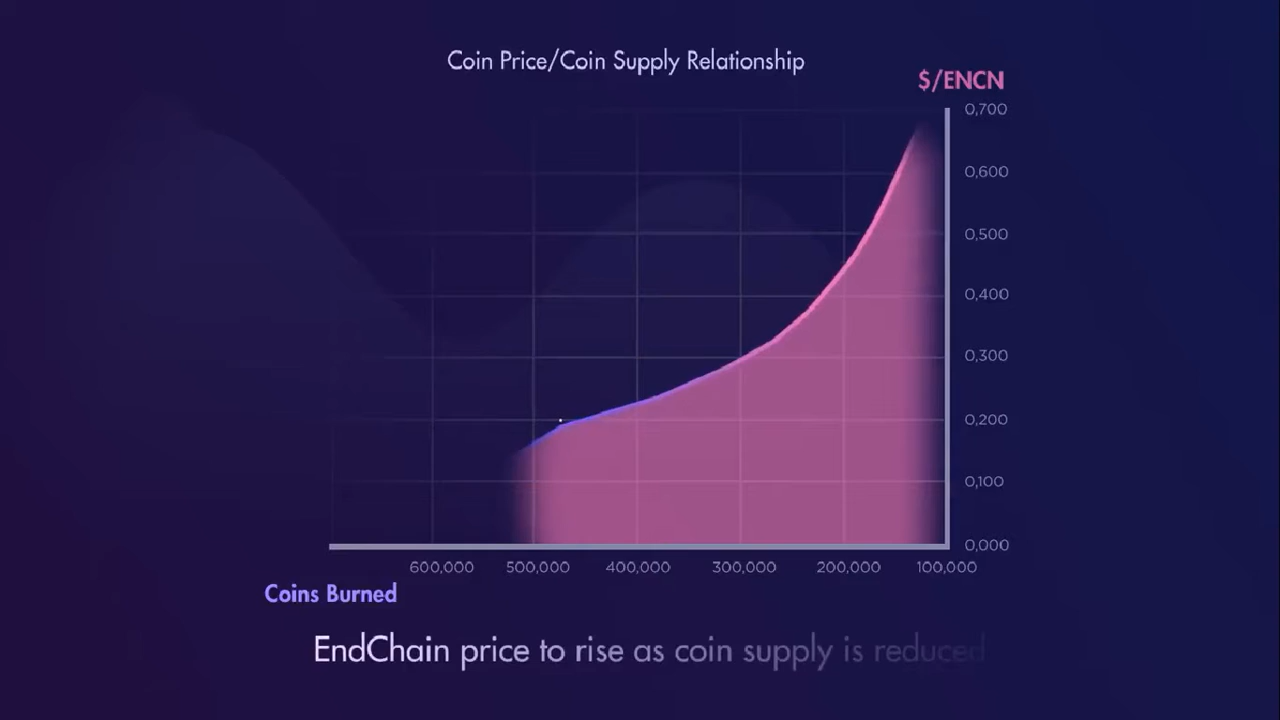 Coin Price/Coin Supply Relationship
$/ENCN
0,700
0,600
0,500
0,400
0,300
0,200
0,100
0,000
600,000 500,000 400,000 300,000 200,000 100,000
Coins Burned
EndChain price to rise as coin supply is reduced